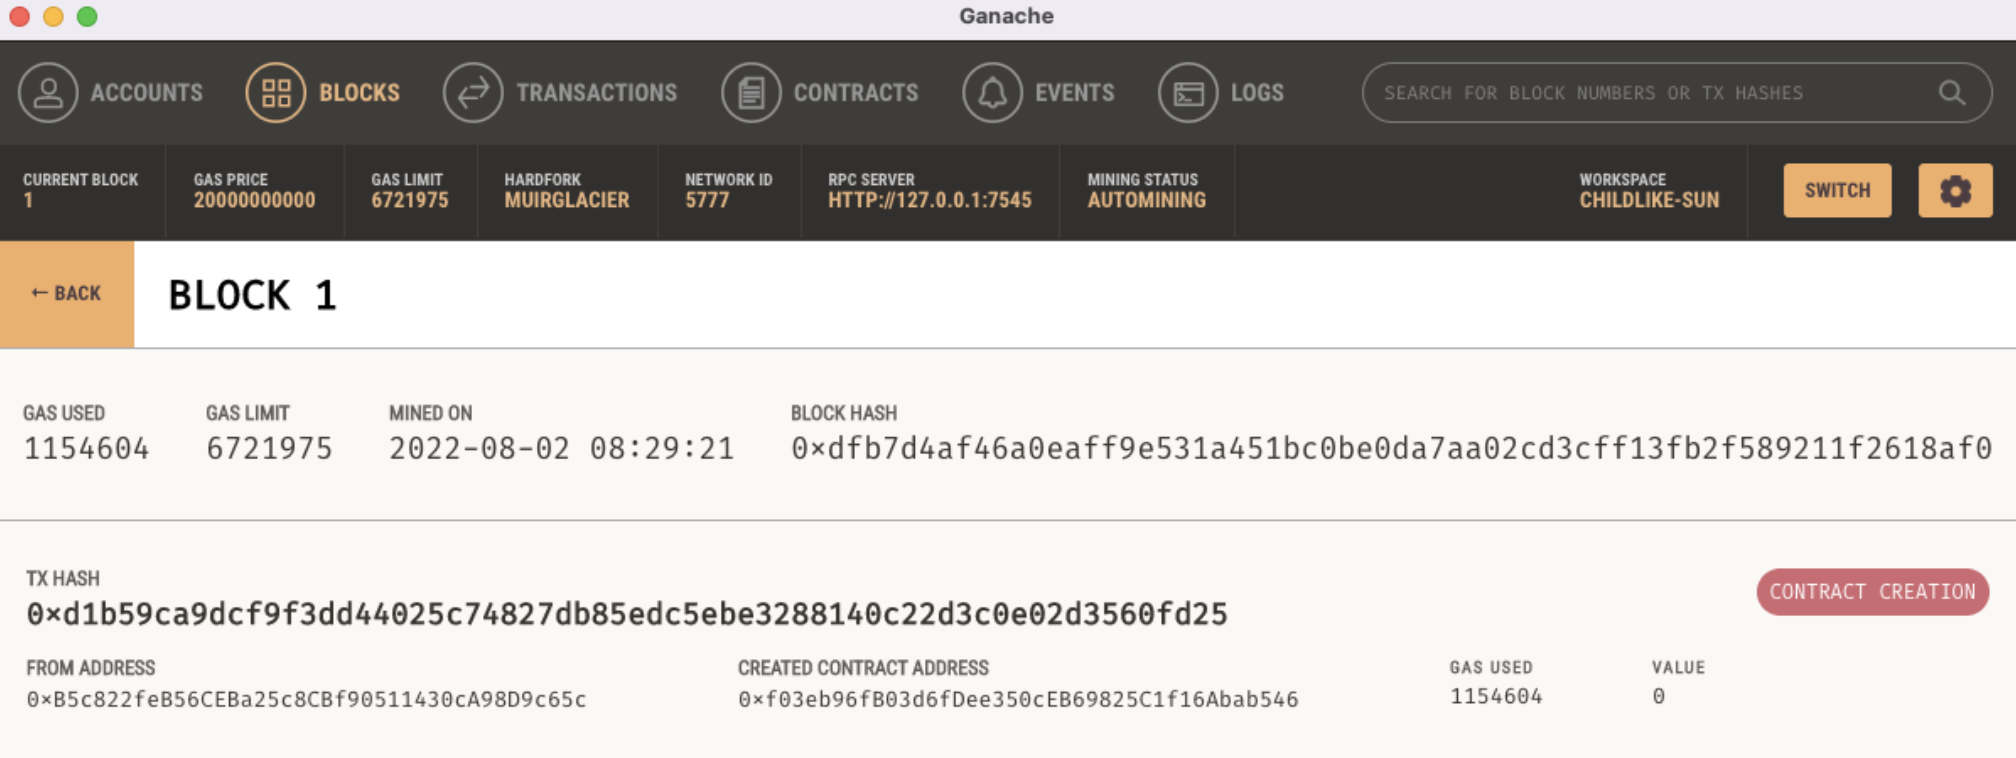 Ganache
ACCOUNTS BLOCKS TRANSACTIONS CONTRACTS EVENTS LOGS SEARCH FOR BLOCK NUMBERS OR TX HASHES
CURRENT BLOCK GAS PRICE GAS LIMIT HARDFORK NETWORK ID RPC SERVER MINING STATUS WORKSPACE
1 20000000000 6721975 MUIRGLACIER 5777 HTTP://127.0.0.1:7545 AUTOMINING CHILDLIKE-SUN
SWITCH
← BACK BLOCK 1
GAS USED GAS LIMIT MINED ON BLOCK HASH
1154604 6721975 2022-08-02 08:29:21 0×dfb7d4af46a0eaff9e531a451bc0be0da7aa02cd3cff13fb2f589211f2618af0
TX HASH
0×d1b59ca9dcf9f3dd44025c74827db85edc5ebe3288140c22d3c0e02d3560fd25
CONTRACT CREATION
FROM ADDRESS CREATED CONTRACT ADDRESS GAS USED VALUE
0×B5c822feB56CEBa25c8CBf90511430cA98D9c65c 0×f03eb96fB03d6fDee350cEB69825C1f16Abab546 1154604 0